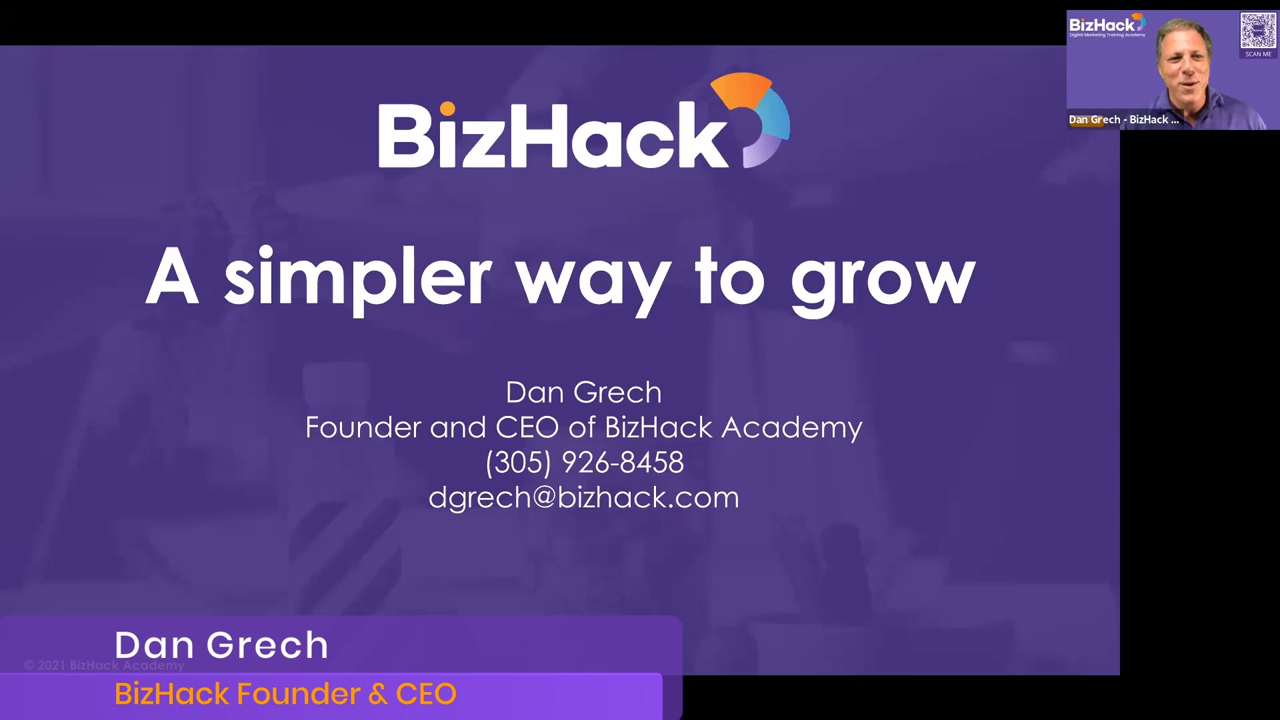 BizHack
A simpler way to grow
Dan Grech
Founder and CEO of BizHack Academy
(305) 926-8458
dgrech@bizhack.com
BizHack
Digital Marketing Training Academy
SCAN ME
Dan Grech - BizHack ...
Dan Grech
© 2021 BizHack Academy
BizHack Founder & CEO